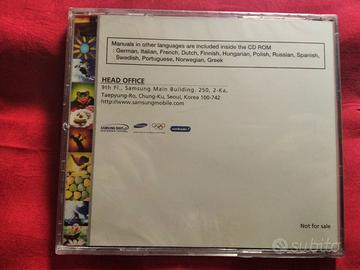 Manuals in other languages are included inside the CD ROM
: German, Italian, French, Dutch, Finnish, Hungarian, Polish, Russian, Spanish,
Swedish, Portuguese, Norwegian, Greek
HEAD OFFICE
9th Fl., Samsung Main Building. 250, 2-Ka,
Taepyung-Ro, Chung-Ku, Seoul, Korea 100-742
http://www.samsungmobile.com
Not for sale
subito